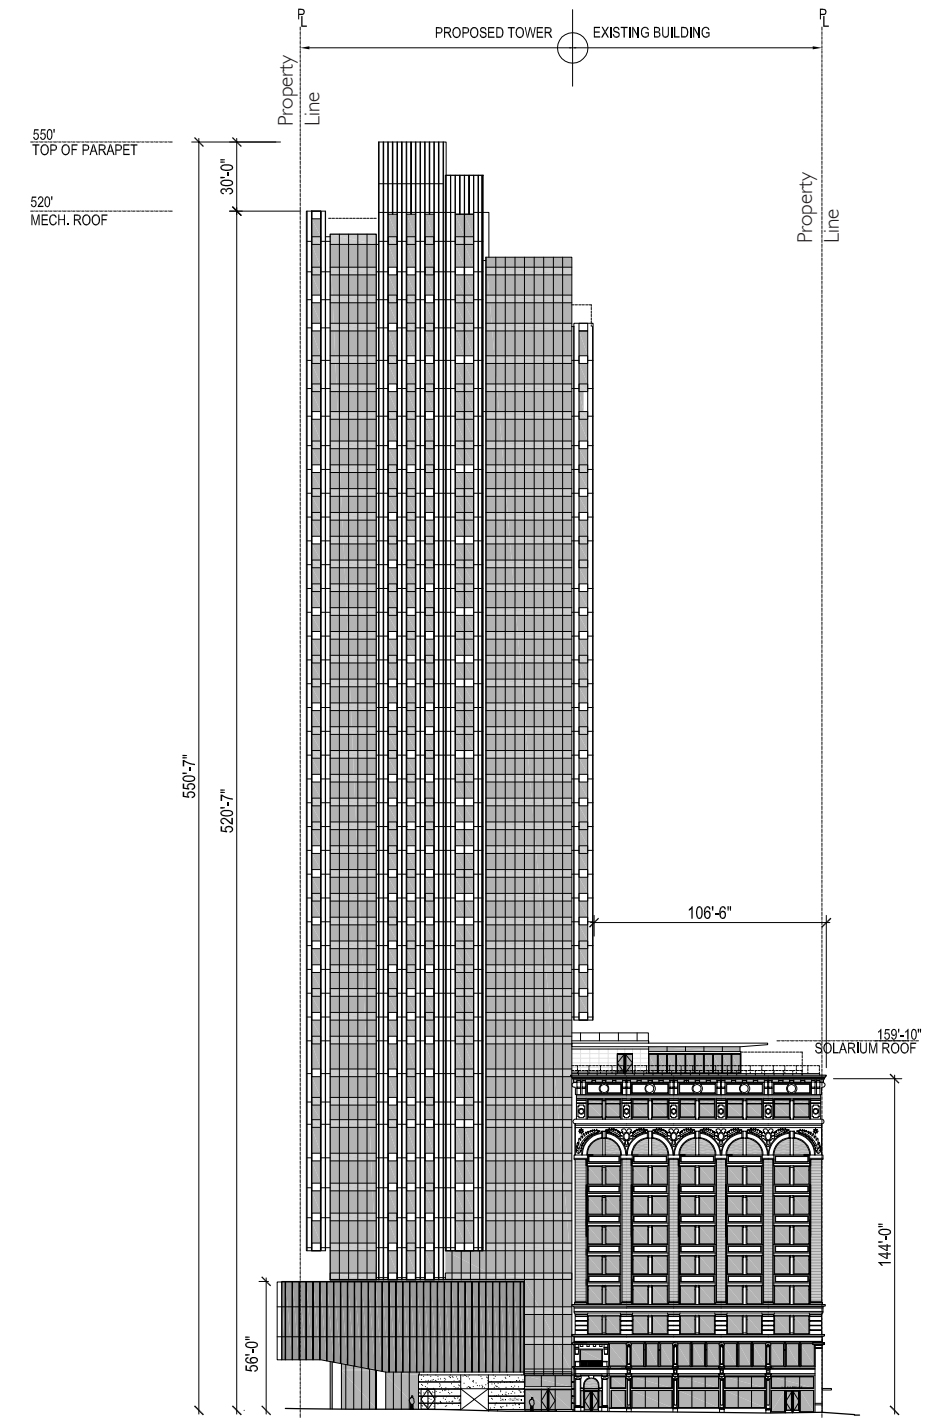 PL
PL
PROPOSED TOWER
EXISTING BUILDING
Property
Line
550'
TOP OF PARAPET
30'-0"
520'
MECH. ROOF
Property
Line
550'-7"
520'-7"
106'-6"
159'-10"
SOLARIUM ROOF
144'-0"
56'-0"